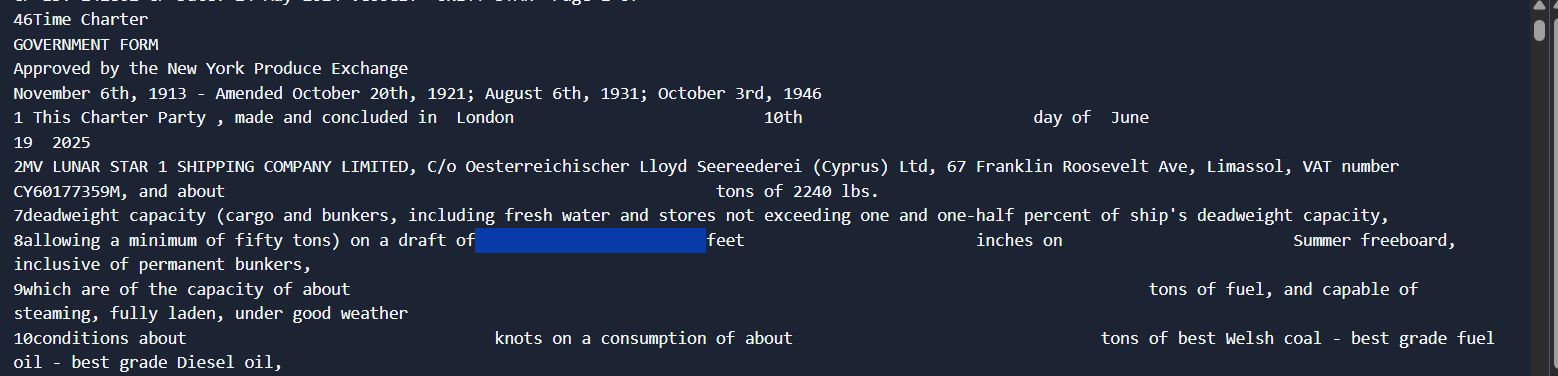 46Time Charter
GOVERNMENT FORM
Approved by the New York Produce Exchange
November 6th, 1913 - Amended October 20th, 1921; August 6th, 1931; October 3rd, 1946
1 This Charter Party , made and concluded in  London                          10th                        day of  June
19  2025
2MV LUNAR STAR 1 SHIPPING COMPANY LIMITED, C/o Oesterreichischer Lloyd Seereederei (Cyprus) Ltd, 67 Franklin Roosevelt Ave, Limassol, VAT number
CY60177359M, and about                                                   tons of 2240 lbs.
7deadweight capacity (cargo and bunkers, including fresh water and stores not exceeding one and one-half percent of ship's deadweight capacity,
8allowing a minimum of fifty tons) on a draft of                        feet                        inches on                        Summer freeboard,
inclusive of permanent bunkers,
9which are of the capacity of about                                                                                   tons of fuel, and capable of
steaming, fully laden, under good weather
10conditions about                                knots on a consumption of about                                tons of best Welsh coal - best grade fuel
oil - best grade Diesel oil,